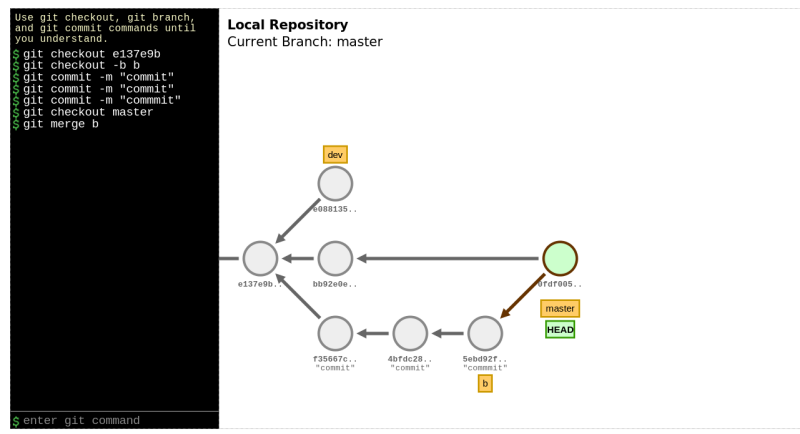 Use git checkout, git branch,
and git commit commands until
you understand.
$ git checkout e137e9b
$ git checkout -b b
$ git commit -m "commit"
$ git commit -m "commit"
$ git commit -m "commmit"
$ git checkout master
$ git merge b
$ enter git command
Local Repository
Current Branch: master
dev
e088135..
e137e9b..
bb92e0e..
0fdf005..
master
HEAD
f35667c..
"commit"
4bfdc28..
"commit"
5ebd92f..
"commmit"
b